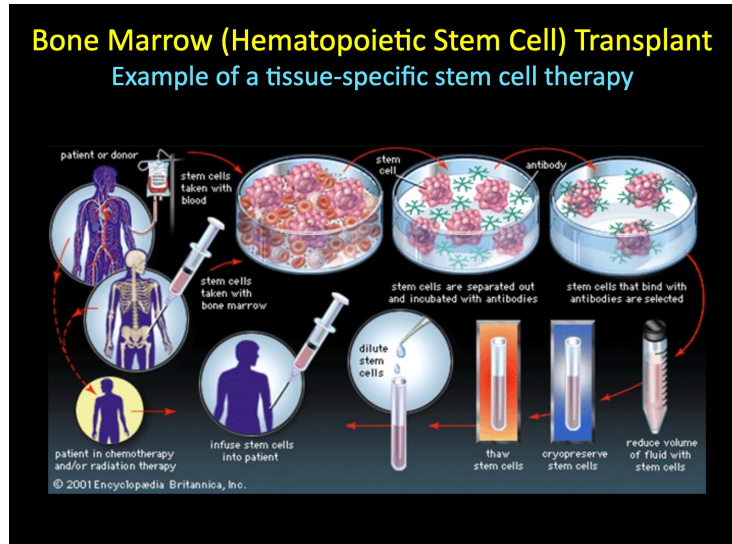 Bone Marrow (Hematopoietic Stem Cell) Transplant
Example of a tissue-specific stem cell therapy
patient or donor
stem cells
taken with
blood
stem
cell
antibody
stem cells
taken with
bone marrow
stem cells are separated out
and incubated with antibodies
stem cells that bind with
antibodies are selected
dilute
stem
cells
patient in chemotherapy
and/or radiation therapy
infuse stem cells
into patient
thaw
stem cells
cryopreserve
stem cells
reduce volume
of fluid with
stem cells
© 2001 Encyclopædia Britannica, Inc.